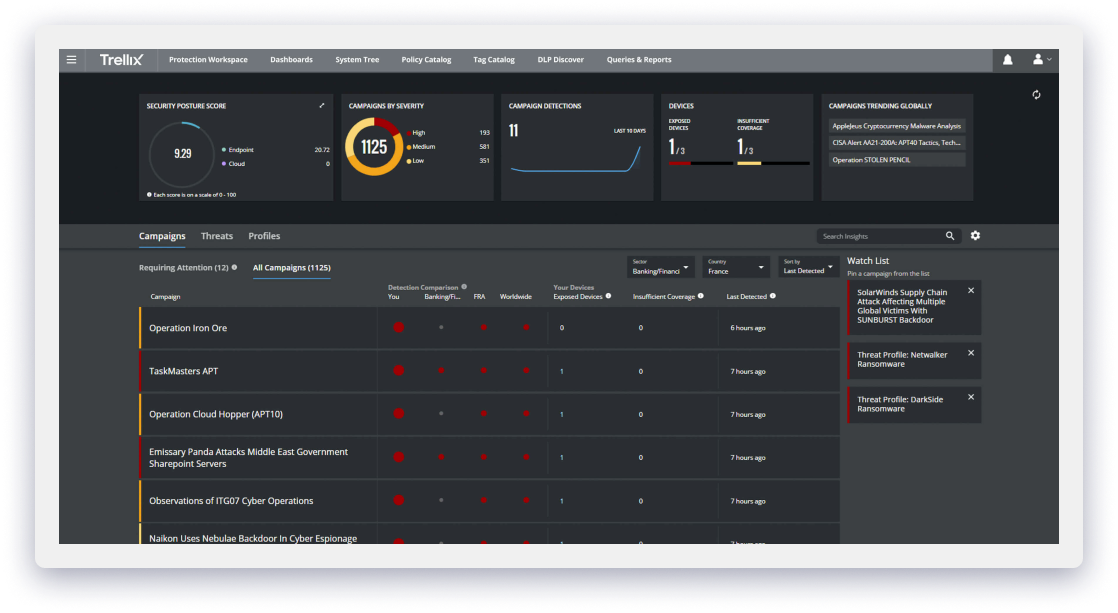 Trellix Protection Workspace Dashboards System Tree Policy Catalog Tag Catalog DLP Discover Queries & Reports
SECURITY POSTURE SCORE
9.29
Endpoint 20.72
Cloud 0
Each score is on a scale of 0 - 100
CAMPAIGNS BY SEVERITY
1125
High 193
Medium 581
Low 351
CAMPAIGN DETECTIONS
11 LAST 10 DAYS
DEVICES
EXPOSED
DEVICES
1/3
INSUFFICIENT
COVERAGE
1/3
CAMPAIGNS TRENDING GLOBALLY
AppleJeus Cryptocurrency Malware Analysis
CISA Alert AA21-200A: APT40 Tactics, Tech...
Operation STOLEN PENCIL
Campaigns Threats Profiles
Search Insights
Requiring Attention (12) All Campaigns (1125)
Sector
Banking/Financi
Country
France
Sort by
Last Detected
Detection Comparison Your Devices
Campaign You Banking/Fi... FRA Worldwide Exposed Devices Insufficient Coverage Last Detected
Operation Iron Ore 0 0 6 hours ago
TaskMasters APT 1 0 7 hours ago
Operation Cloud Hopper (APT10) 1 0 7 hours ago
Emissary Panda Attacks Middle East Government
Sharepoint Servers 1 0 7 hours ago
Observations of ITG07 Cyber Operations 1 0 7 hours ago
Naikon Uses Nebulae Backdoor In Cyber Espionage
Watch List
Pin a campaign from the list
SolarWinds Supply Chain
Attack Affecting Multiple
Global Victims With
SUNBURST Backdoor
Threat Profile: Netwalker
Ransomware
Threat Profile: DarkSide
Ransomware